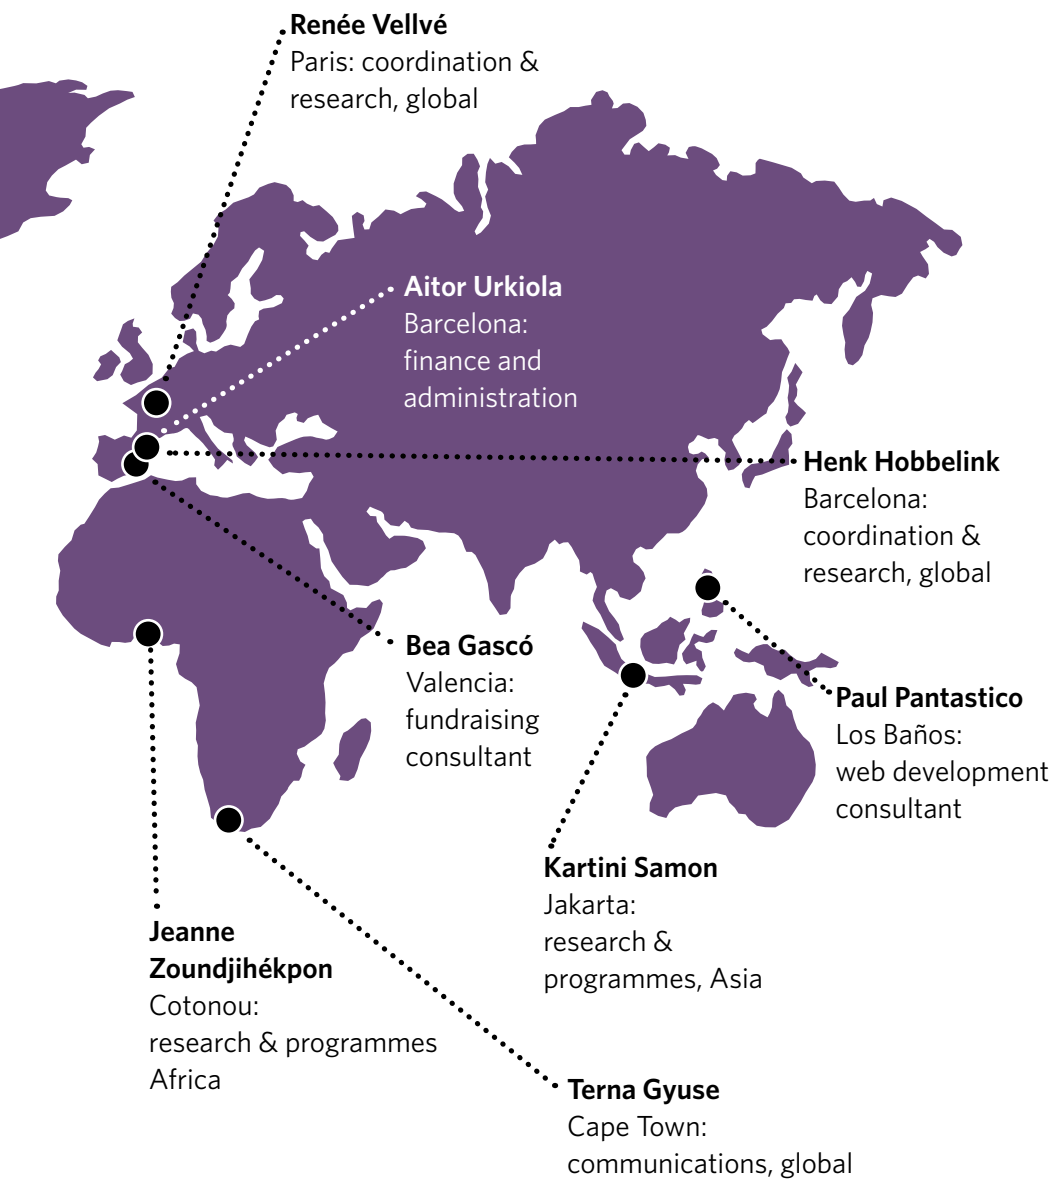 Renée Vellvé
Paris: coordination &
research, global
Aitor Urkiola
Barcelona:
finance and
administration
Henk Hobbelink
Barcelona:
coordination &
research, global
Bea Gascó
Valencia:
fundraising
consultant
Paul Pantastico
Los Baños:
web development
consultant
Kartini Samon
Jakarta:
research &
programmes, Asia
Jeanne
Zoundjihékpon
Cotonou:
research & programmes
Africa
Terna Gyuse
Cape Town:
communications, global